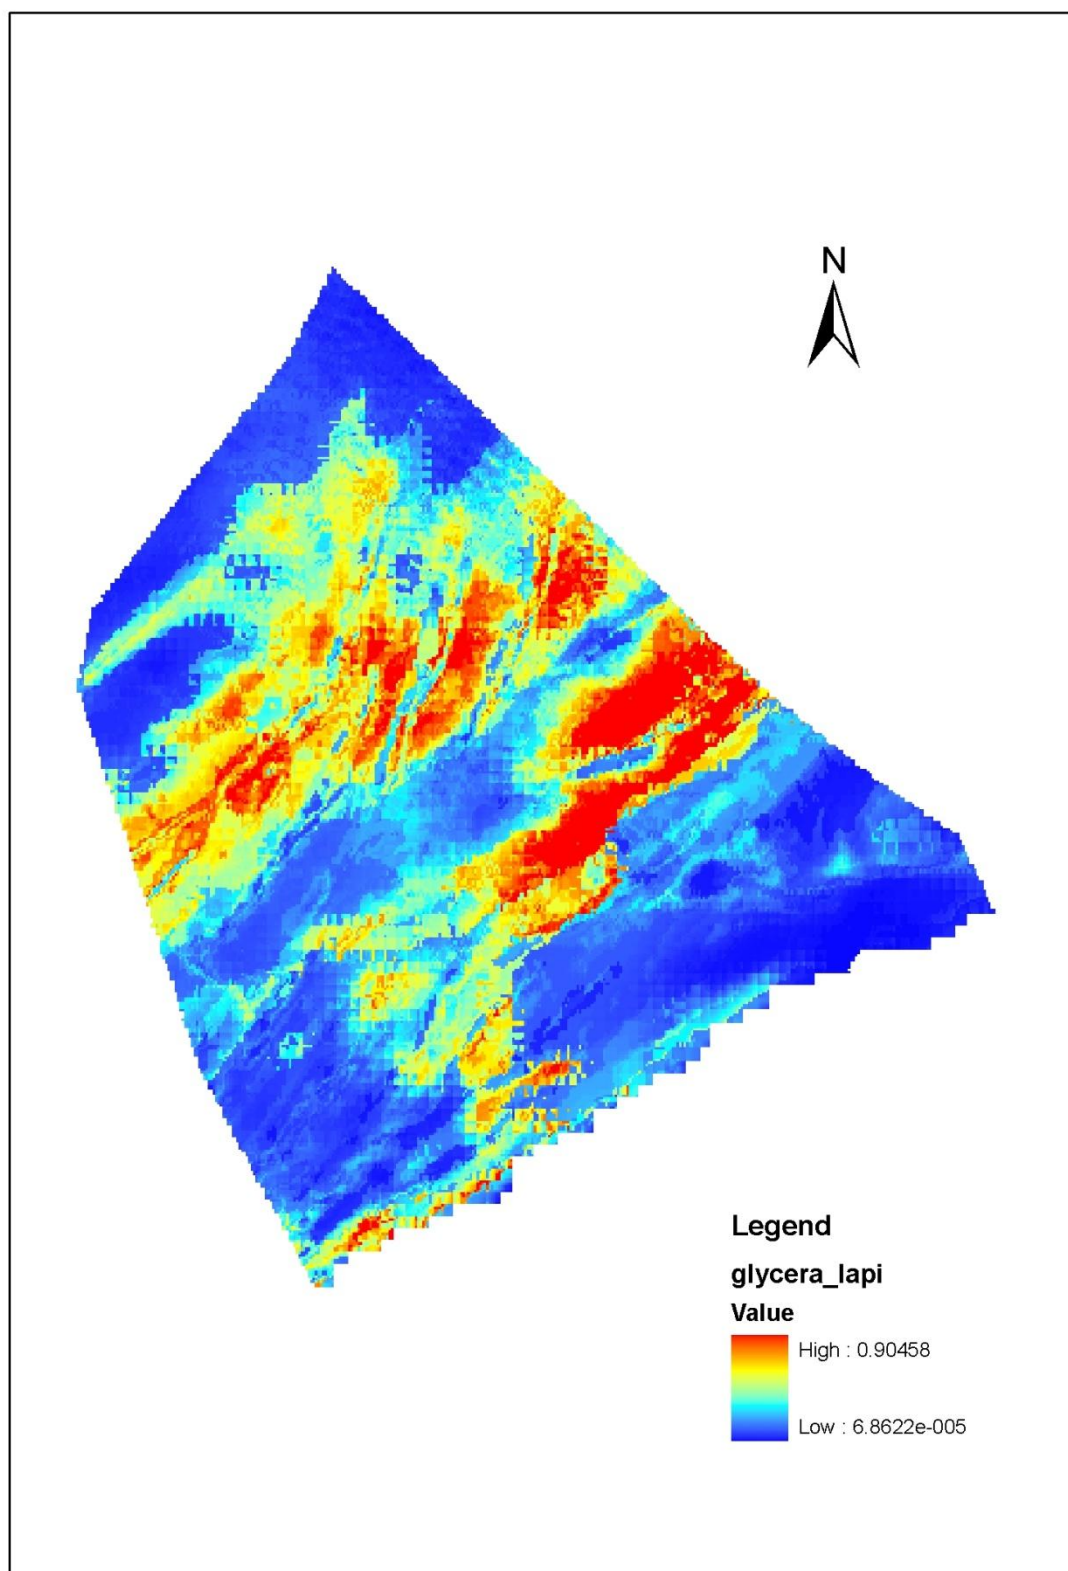 N
Legend
glycera_lapi
Value
High : 0.90458
Low : 6.8622e-005